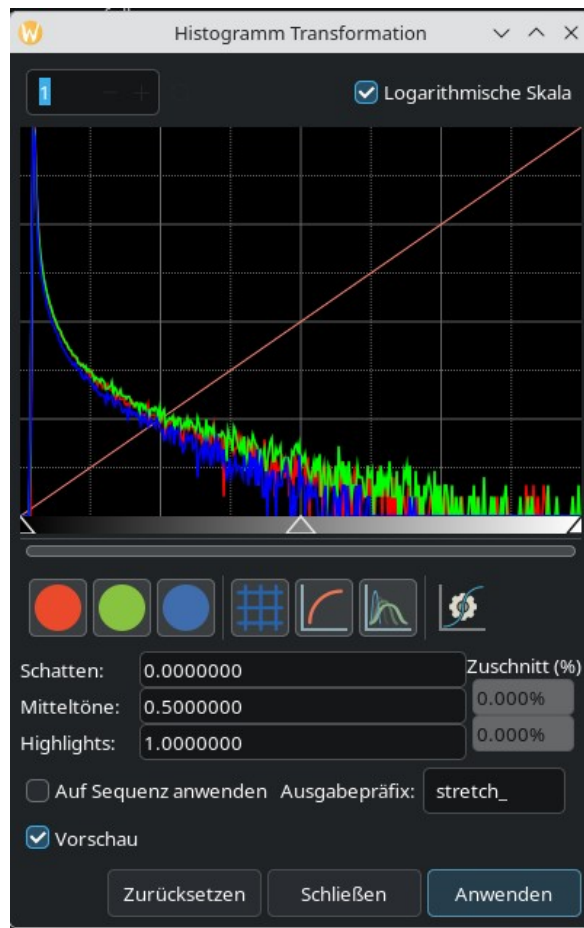 Histogramm Transformation
1
Logarithmische Skala
Schatten: 0.0000000 Zuschnitt (%)
0.000%
Mitteltöne: 0.5000000
0.000%
Highlights: 1.0000000
Auf Sequenz anwenden Ausgabepräfix: stretch_
Vorschau
Zurücksetzen Schließen Anwenden